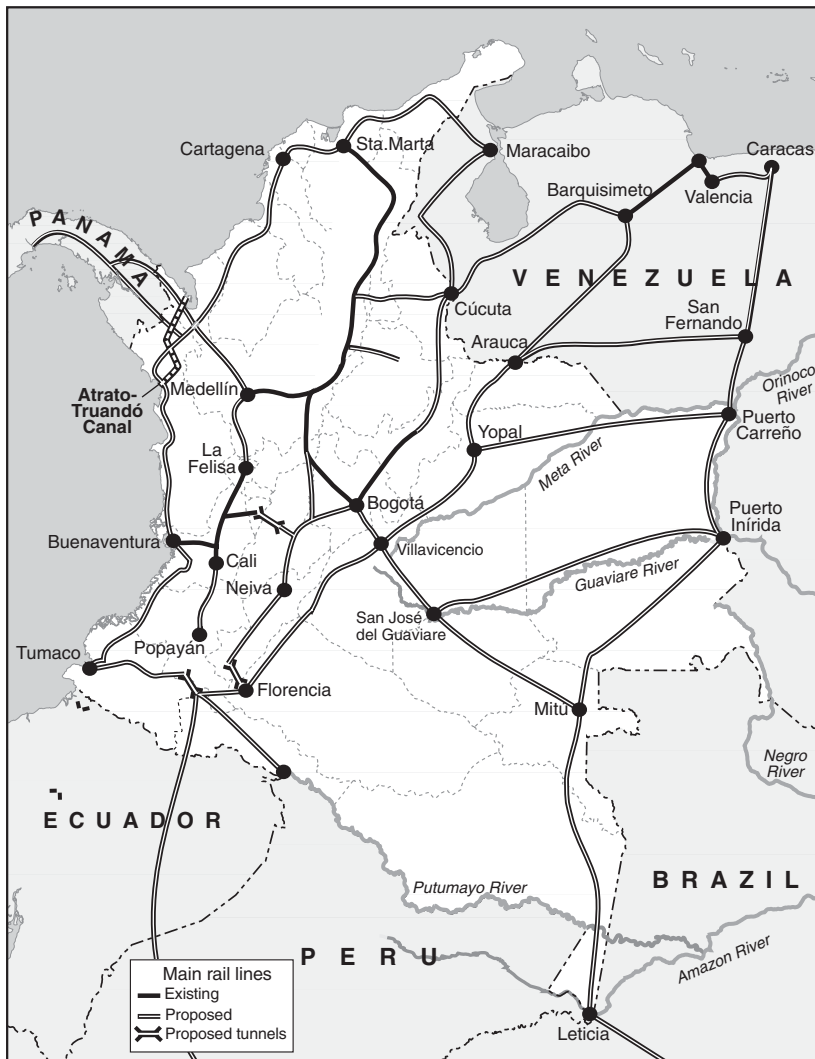 Cartagena
Sta.Marta
Maracaibo
Caracas
Barquisimeto
Valencia
PANAMA
VENEZUELA
Cúcuta
San
Fernando
Arauca
Orinoco
River
Atrato-
Truandó
Canal
Medellín
Puerto
Carreño
La
Felisa
Yopal
Meta River
Bogotá
Puerto
Inírida
Buenaventura
Villavicencio
Cali
Neiva
Guaviare River
San José
del Guaviare
Popayán
Tumaco
Florencia
Mitú
Negro
River
ECUADOR
BRAZIL
Putumayo River
PERU
Amazon River
Main rail lines
Existing
Proposed
Proposed tunnels
Leticia